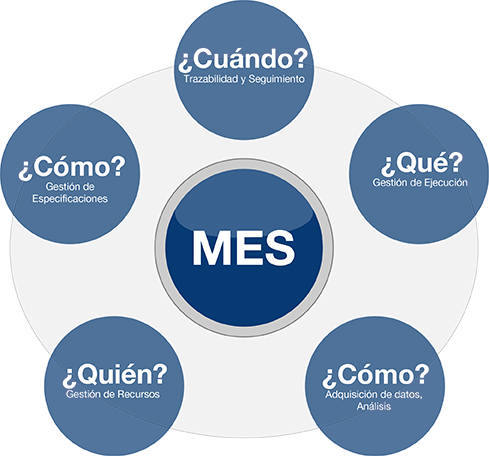 ¿Cuándo?
Trazabilidad y Seguimiento
¿Cómo?
Gestión de
Especificaciones
¿Qué?
Gestión de Ejecución
MES
¿Quién?
Gestión de Recursos
¿Cómo?
Adquisición de datos,
Análisis